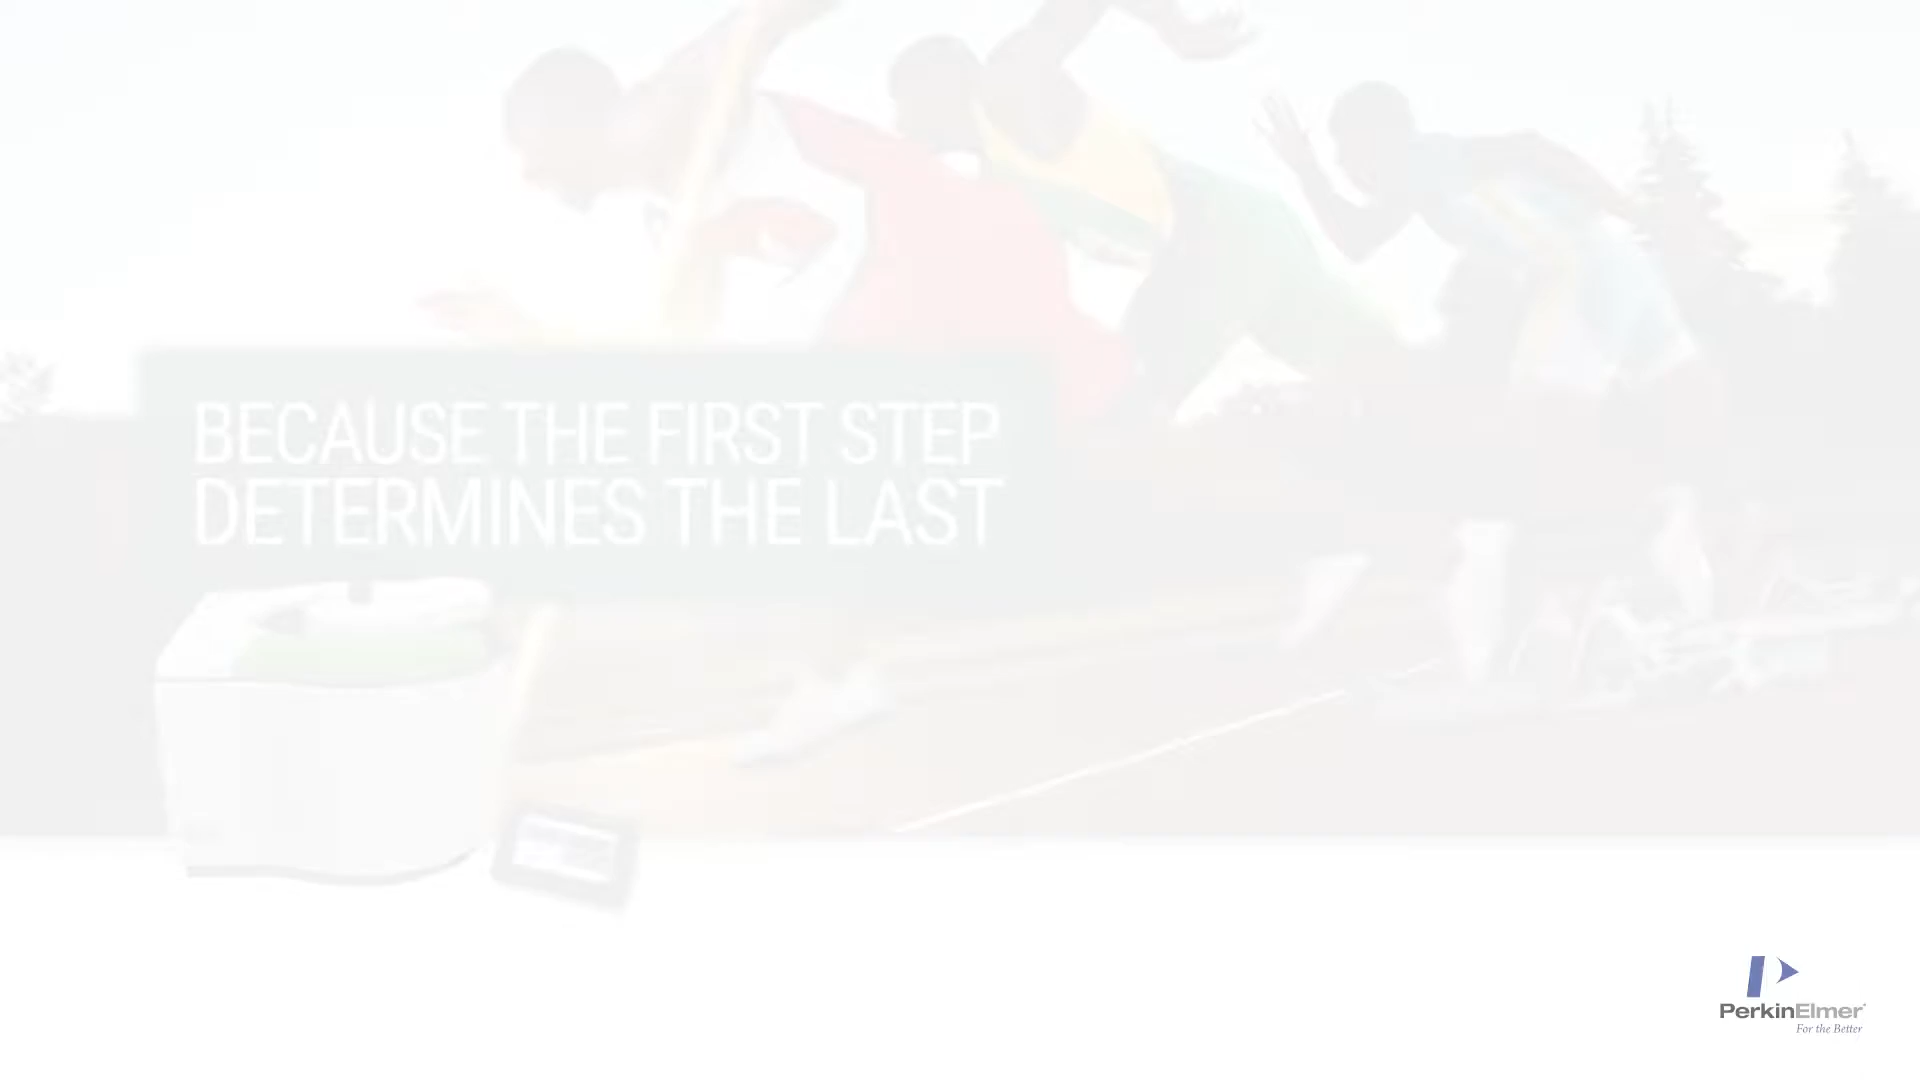 BECAUSE THE FIRST STEP
DETERMINES THE LAST
PerkinElmer
For the Better